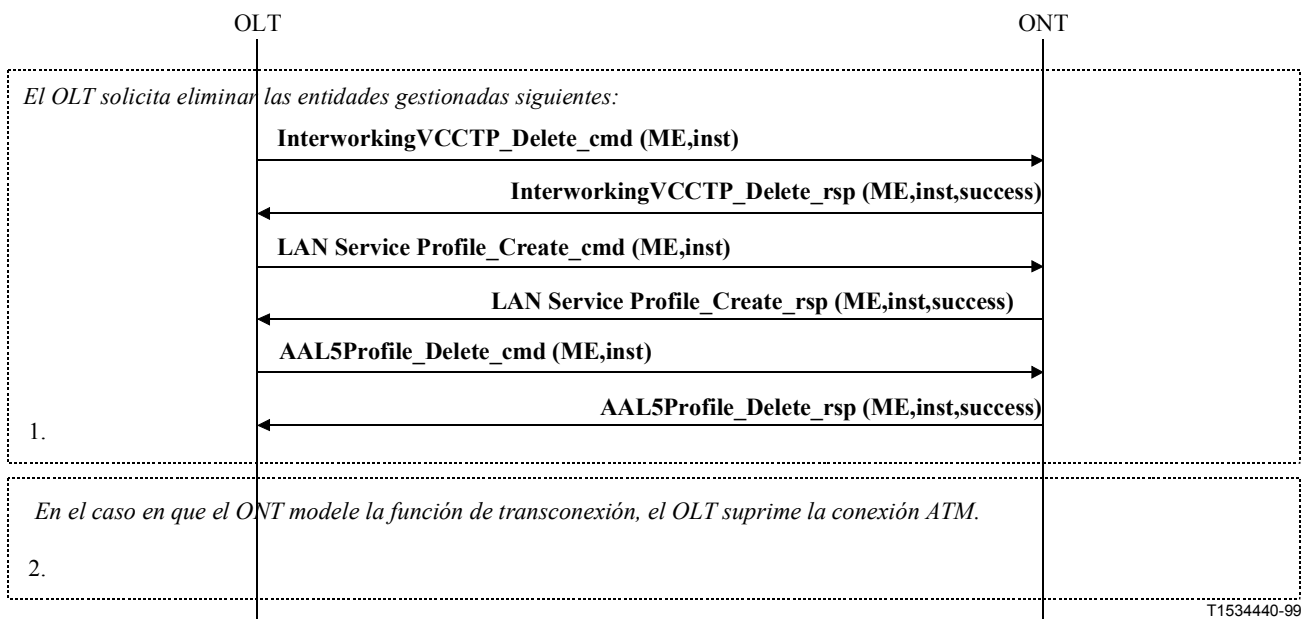 OLT
ONT
El OLT solicita eliminar las entidades gestionadas siguientes:
InterworkingVCCTP_Delete_cmd (ME,inst)
InterworkingVCCTP_Delete_rsp (ME,inst,success)
LAN Service Profile_Create_cmd (ME,inst)
LAN Service Profile_Create_rsp (ME,inst,success)
AAL5Profile_Delete_cmd (ME,inst)
AAL5Profile_Delete_rsp (ME,inst,success)
1.
En el caso en que el ONT modele la función de transconexión, el OLT suprime la conexión ATM.
2.
T1534440-99